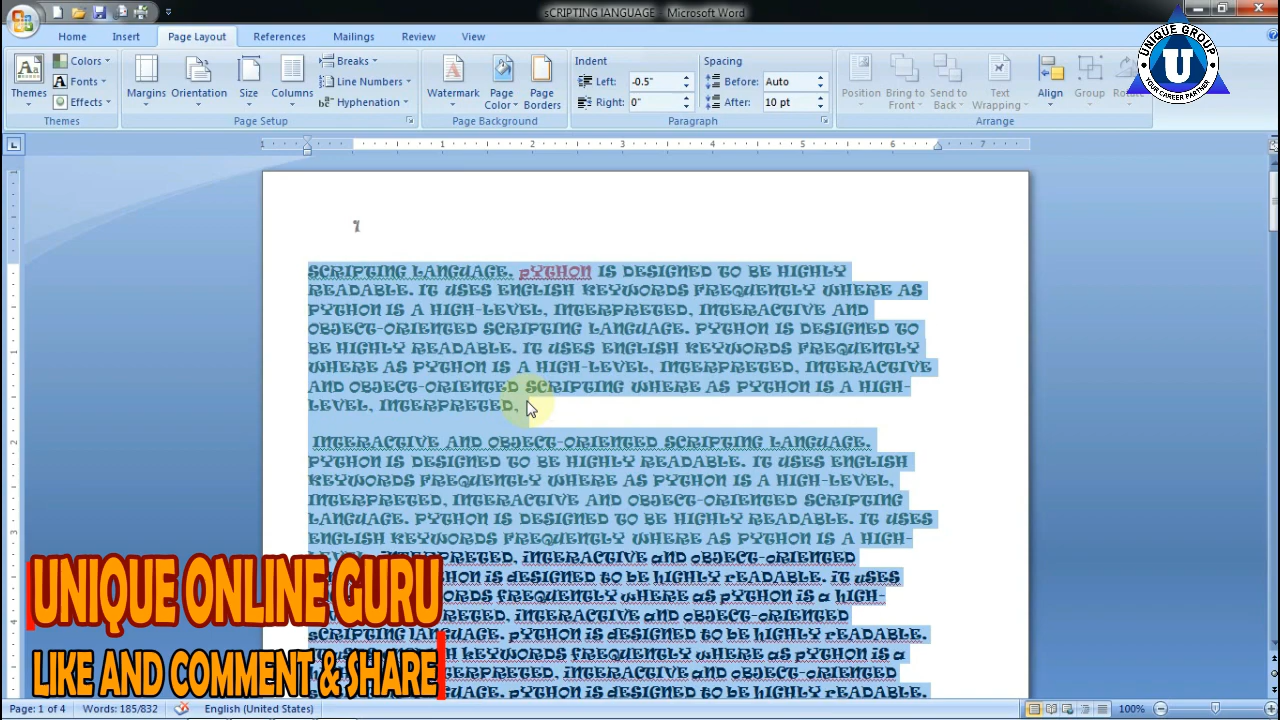 sCRIPTING lANGUAGE - Microsoft Word
UNIQUE GROUP
U
YOUR CAREER PARTNER
Home Insert Page Layout References Mailings Review View
Themes Colors Fonts Effects
Margins Orientation Size Columns Breaks Line Numbers Hyphenation
Watermark Page Color Page Borders
Indent Left: -0.5" Right: 0"
Spacing Before: Auto After: 10 pt
Position Bring to Front Send to Back Text Wrapping Align Group
Themes Page Setup Page Background Paragraph Arrange
1 1 2 3 4 5 6 7
1
SCRIPTING LANGUAGE. pYTHON IS DESIGNED TO BE HIGHLY
READABLE. IT USES ENGLISH KEYWORDS FREQUENTLY WHERE AS
PYTHON IS A HIGH-LEVEL, INTERPRETED, INTERACTIVE AND
OBJECT-ORIENTED SCRIPTING LANGUAGE. PYTHON IS DESIGNED TO
BE HIGHLY READABLE. IT USES ENGLISH KEYWORDS FREQUENTLY
WHERE AS PYTHON IS A HIGH-LEVEL, INTERPRETED, INTERACTIVE
AND OBJECT-ORIENTED SCRIPTING WHERE AS PYTHON IS A HIGH-
LEVEL, INTERPRETED,
INTERACTIVE AND OBJECT-ORIENTED SCRIPTING LANGUAGE.
PYTHON IS DESIGNED TO BE HIGHLY READABLE. IT USES ENGLISH
KEYWORDS FREQUENTLY WHERE AS PYTHON IS A HIGH-LEVEL,
INTERPRETED, INTERACTIVE AND OBJECT-ORIENTED SCRIPTING
LANGUAGE. PYTHON IS DESIGNED TO BE HIGHLY READABLE. IT USES
ENGLISH KEYWORDS FREQUENTLY WHERE AS PYTHON IS A HIGH-
iNTERPRETED, iNTERACTIVE aND oBJECT-ORIENTED
iS dESIGNED tO bE hIGHLY rEADABLE. iT uSES
fREQUENTLY wHERE aS pYTHON iS a hIGH-
iNTERACTIVE aND oBJECT-ORIENTED
sCRIPTING lANGUAGE. pYTHON iS dESIGNED tO bE hIGHLY rEADABLE.
kEYWORDS fREQUENTLY wHERE aS pYTHON iS a
iNTERACTIVE aND oBJECT-ORIENTED
iS dESIGNED tO bE hIGHLY rEADABLE.
UNIQUE ONLINE GURU
LIKE AND COMMENT & SHARE
Page: 1 of 4 Words: 185/832 English (United States) 100%